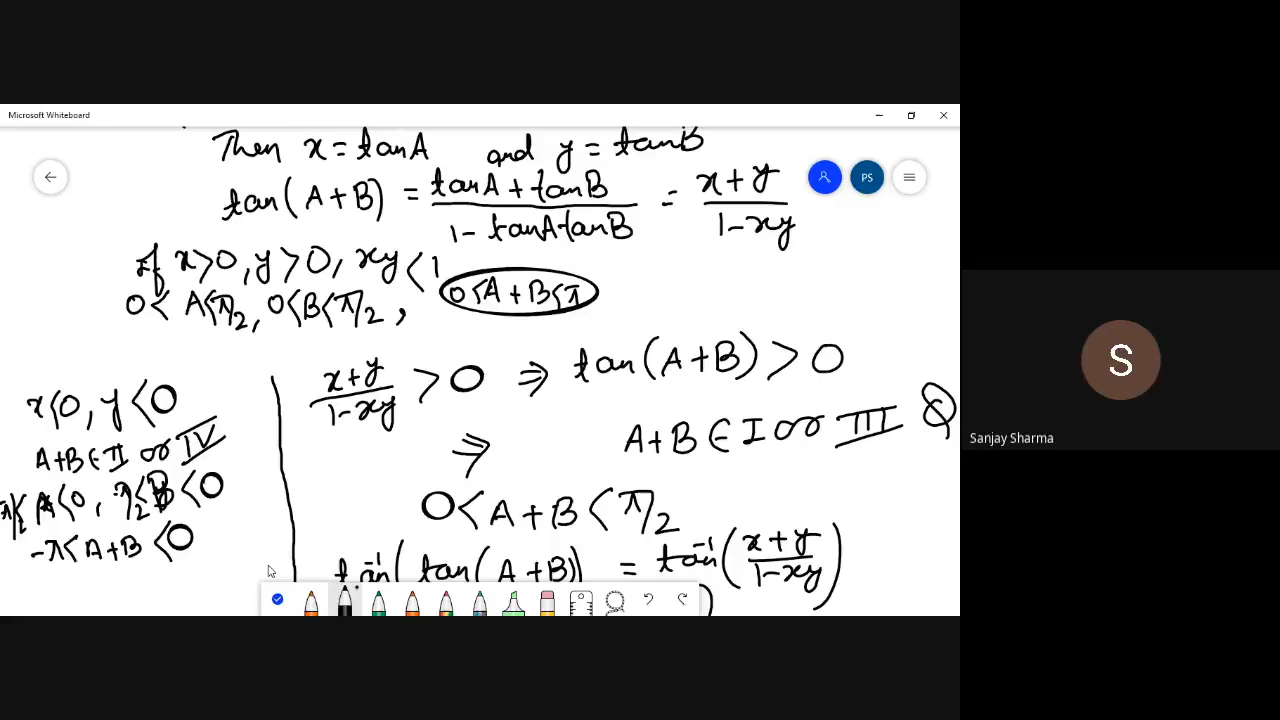 Microsoft Whiteboard
Then x = tanA and y = tanB
tan(A+B) = (tanA + tanB)/(1 - tanA tanB) = (x+y)/(1-xy)
PS
if x>0, y>0, xy<1
0< A<π/2, 0<B<π/2, 0<A+B<π
(x+y)/(1-xy) > 0 ⇒ tan(A+B) > 0
⇒ A+B ∈ I or III Q
0 < A+B < π/2
tan⁻¹(tan(A+B)) = tan⁻¹((x+y)/(1-xy))
x<0, y<0
A+B ∈ II or IV
A<0, B<0
-π< A+B <0
S
Sanjay Sharma